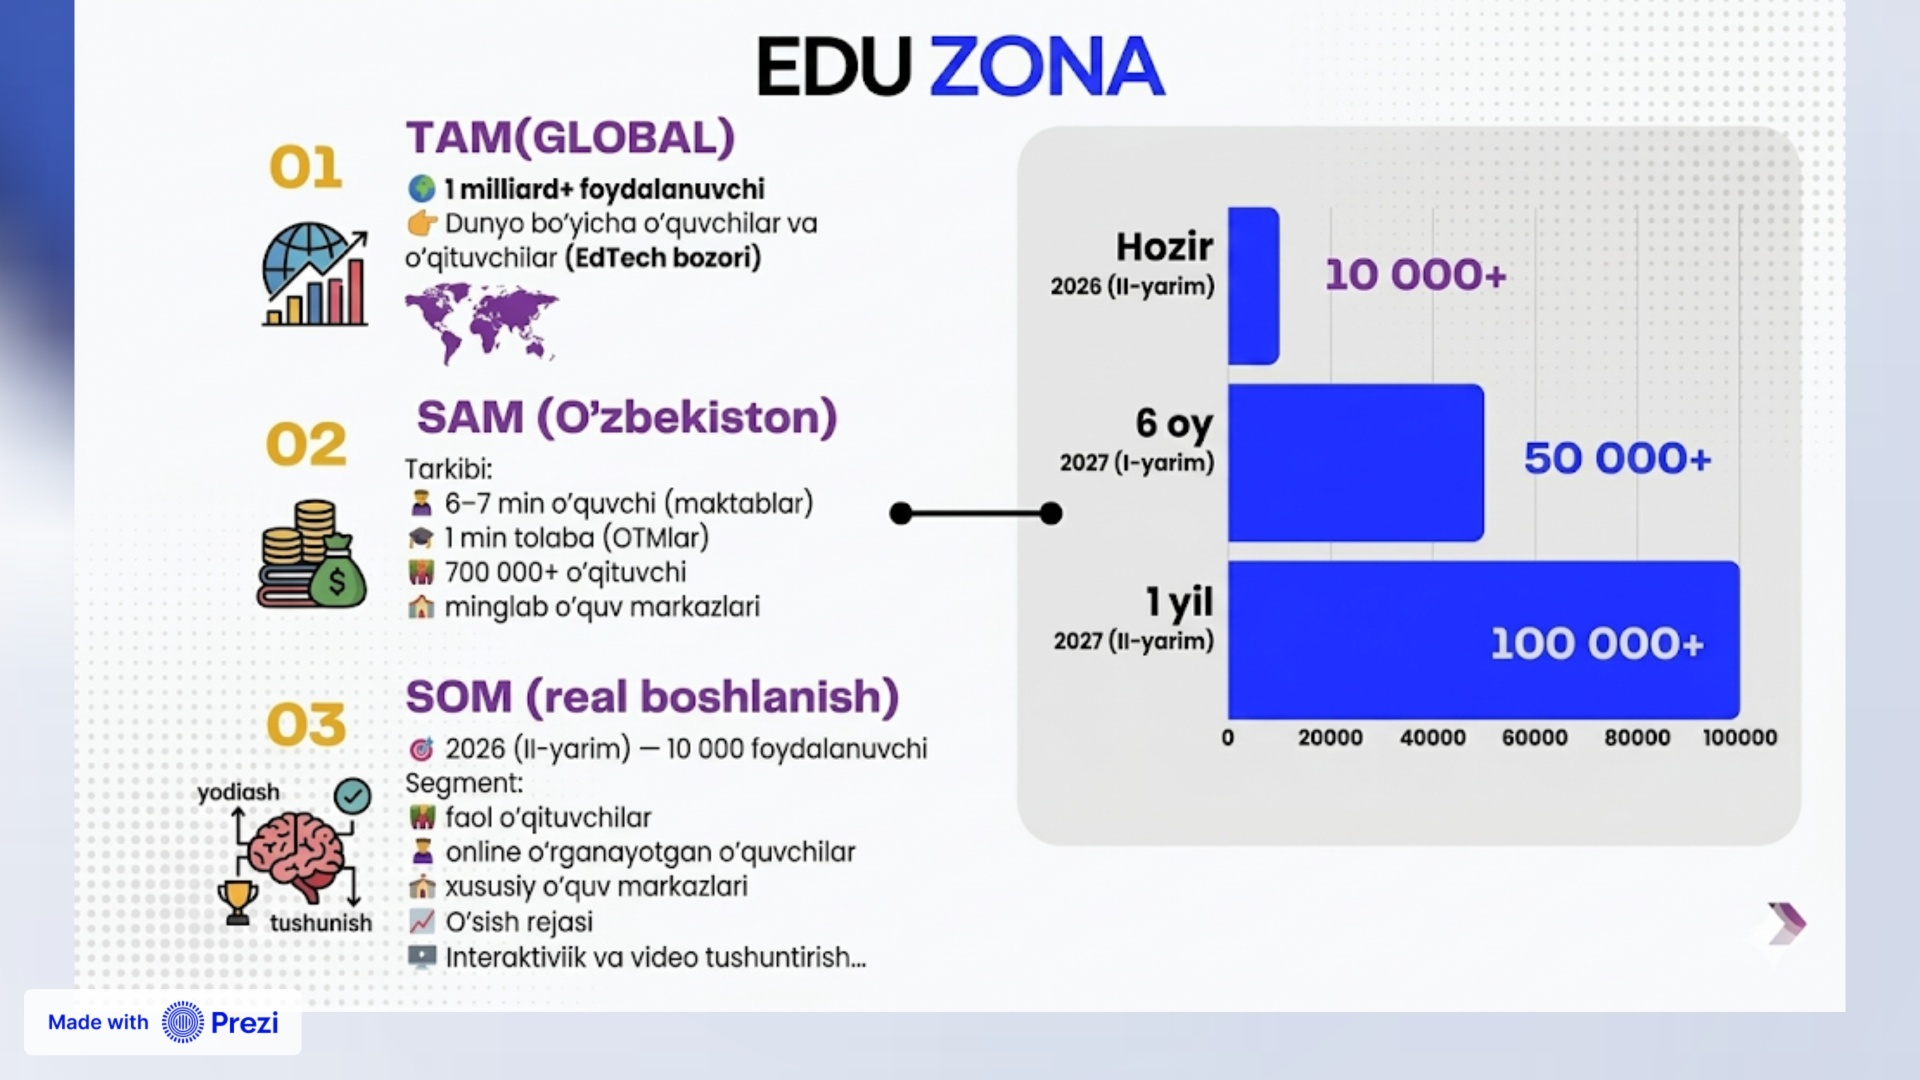 EDU ZONA
01
TAM(GLOBAL)
1 milliard+ foydalanuvchi
Dunyo bo'yicha o'quvchilar va
o'qituvchilar (EdTech bozori)
02
SAM (O'zbekiston)
Tarkibi:
6–7 min o'quvchi (maktablar)
1 min tolaba (OTMlar)
700 000+ o'qituvchi
minglab o'quv markazlari
03
SOM (real boshlanish)
2026 (II-yarim) — 10 000 foydalanuvchi
Segment:
faol o'qituvchilar
online o'rganayotgan o'quvchilar
xususiy o'quv markazlari
O'sish rejasi
Interaktiviik va video tushuntirish...
yodiash
tushunish
Hozir
2026 (II-yarim)
10 000+
6 oy
2027 (I-yarim)
50 000+
1 yil
2027 (II-yarim)
100 000+
0 20000 40000 60000 80000 100000
Made with Prezi